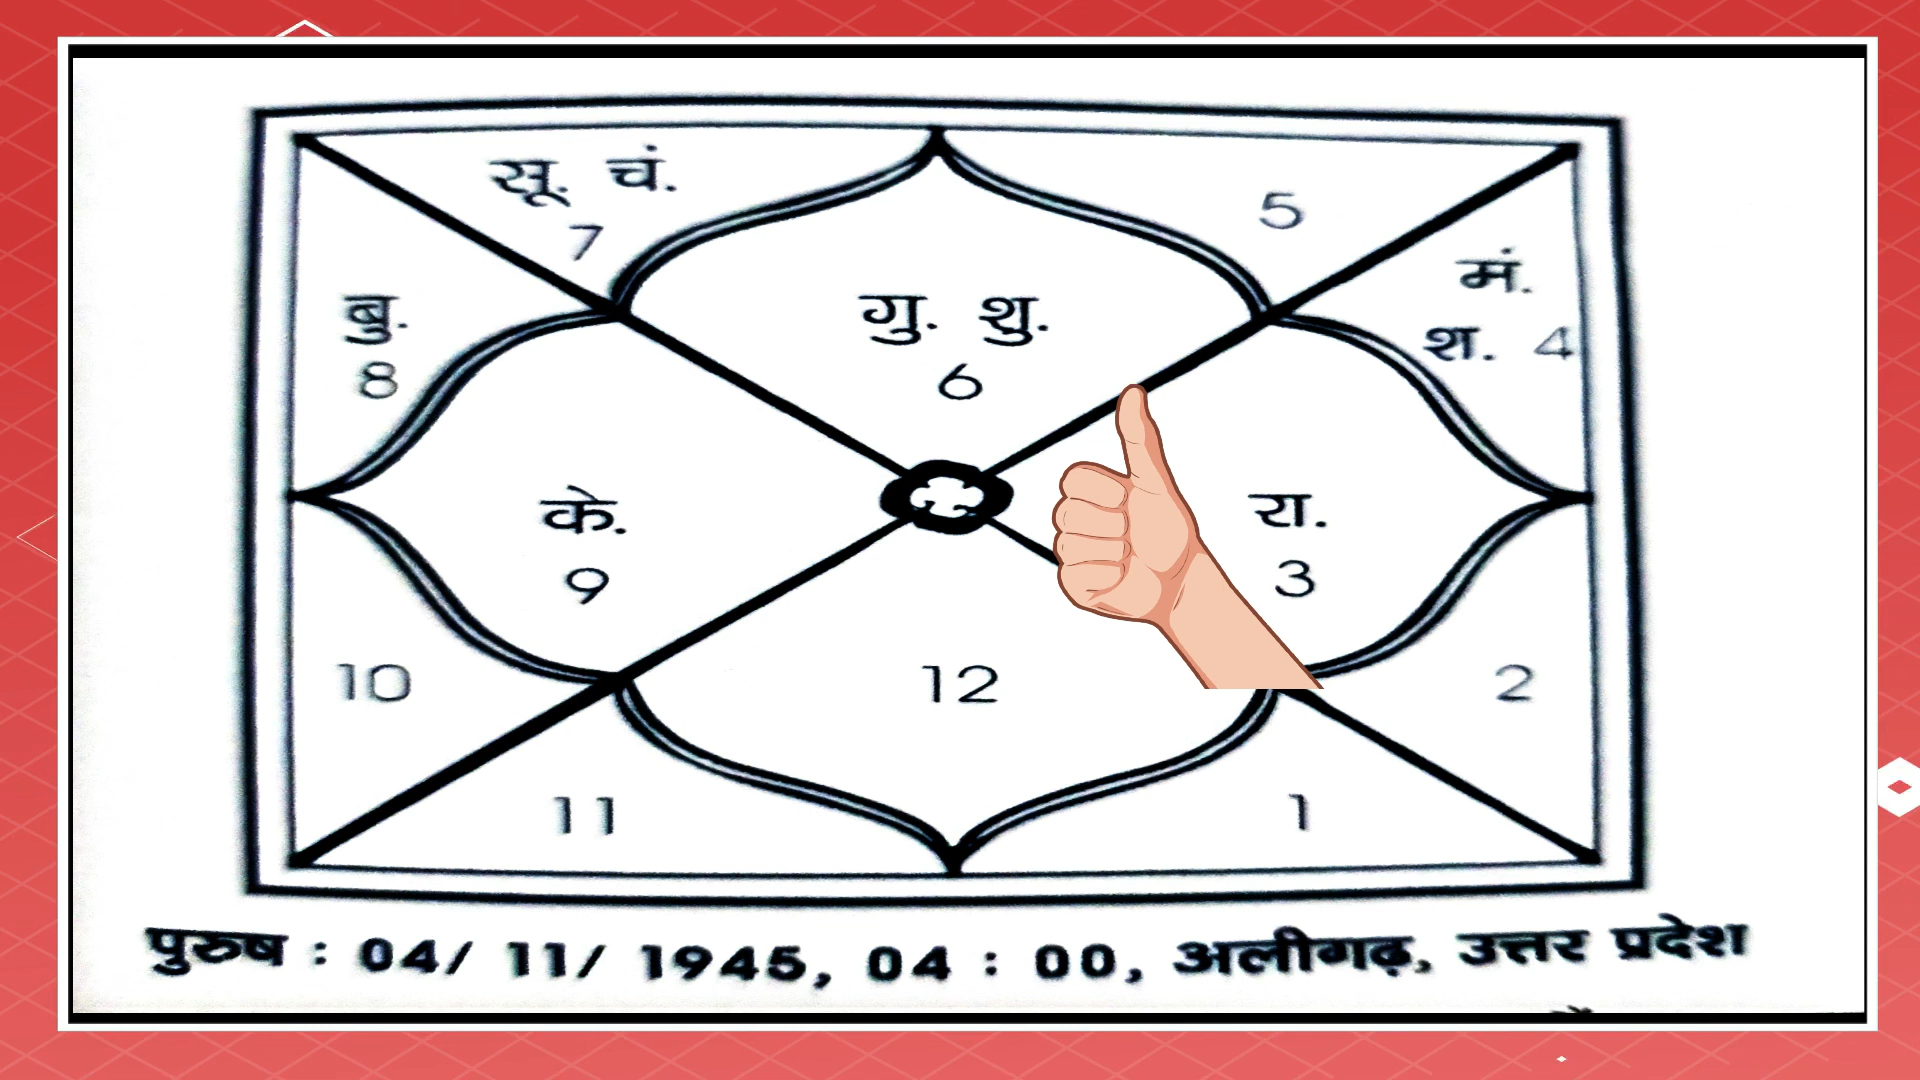 सू. चं.
7
5
बु.
8
गु. शु.
6
मं.
श. 4
के.
9
रा.
3
10
12
2
11
1
पुरुष : 04/ 11/ 1945, 04 : 00, अलीगढ़, उत्तर प्रदेश